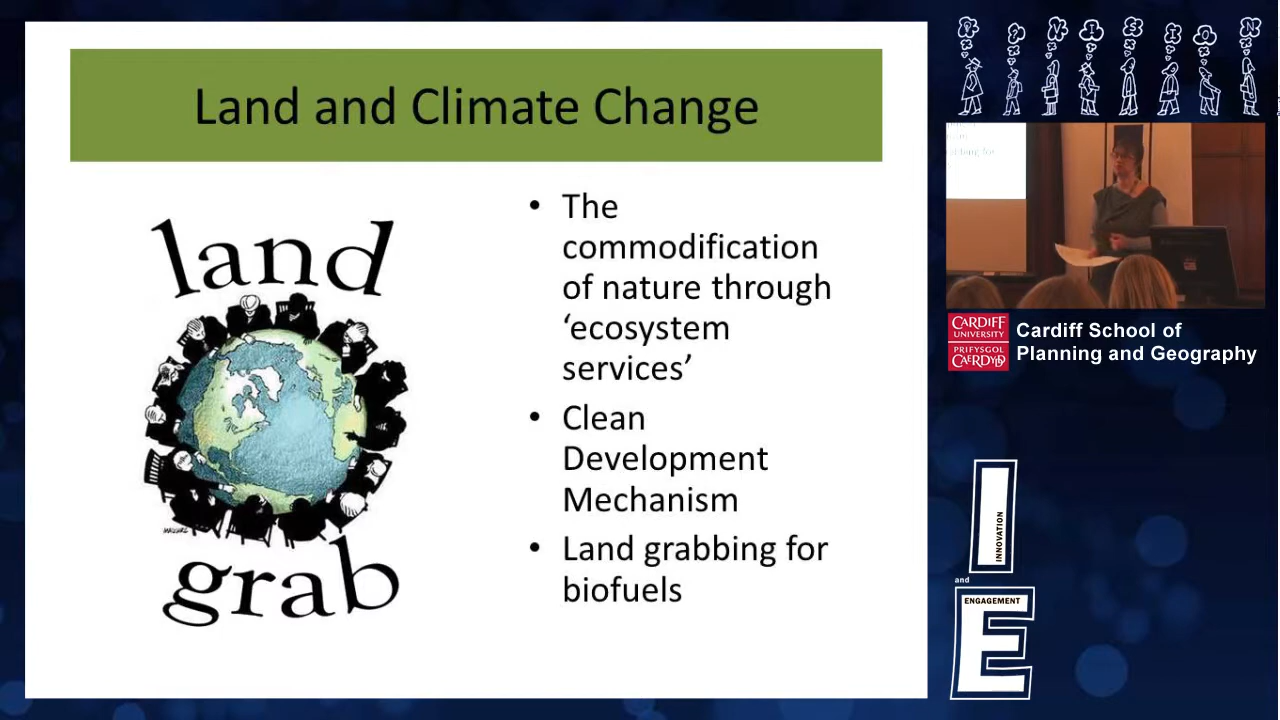 Land and Climate Change
land
grab
• The
commodification
of nature through
‘ecosystem
services’
• Clean
Development
Mechanism
• Land grabbing for
biofuels
CARDIFF
UNIVERSITY
PRIFYSGOL
CAERDYDD
Cardiff School of
Planning and Geography
I
INNOVATION
and
ENGAGEMENT
E